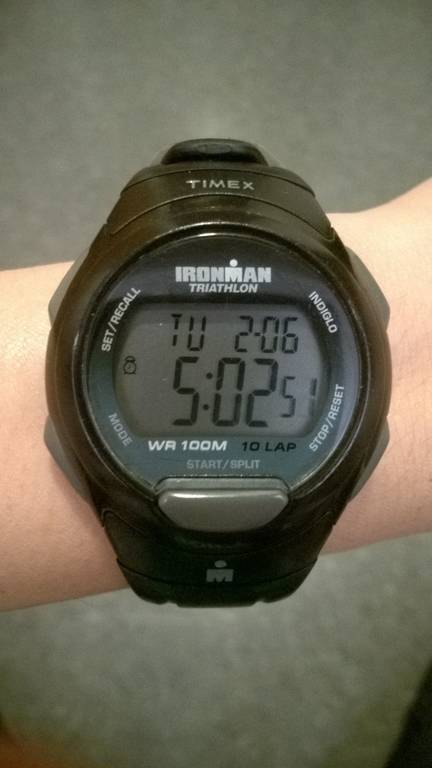 TIMEX
IRONMAN
TRIATHLON
SET/RECALL
INDIGLO
TU 2-06
5:02 51
MODE
STOP/RESET
WR 100M 10 LAP
START/SPLIT